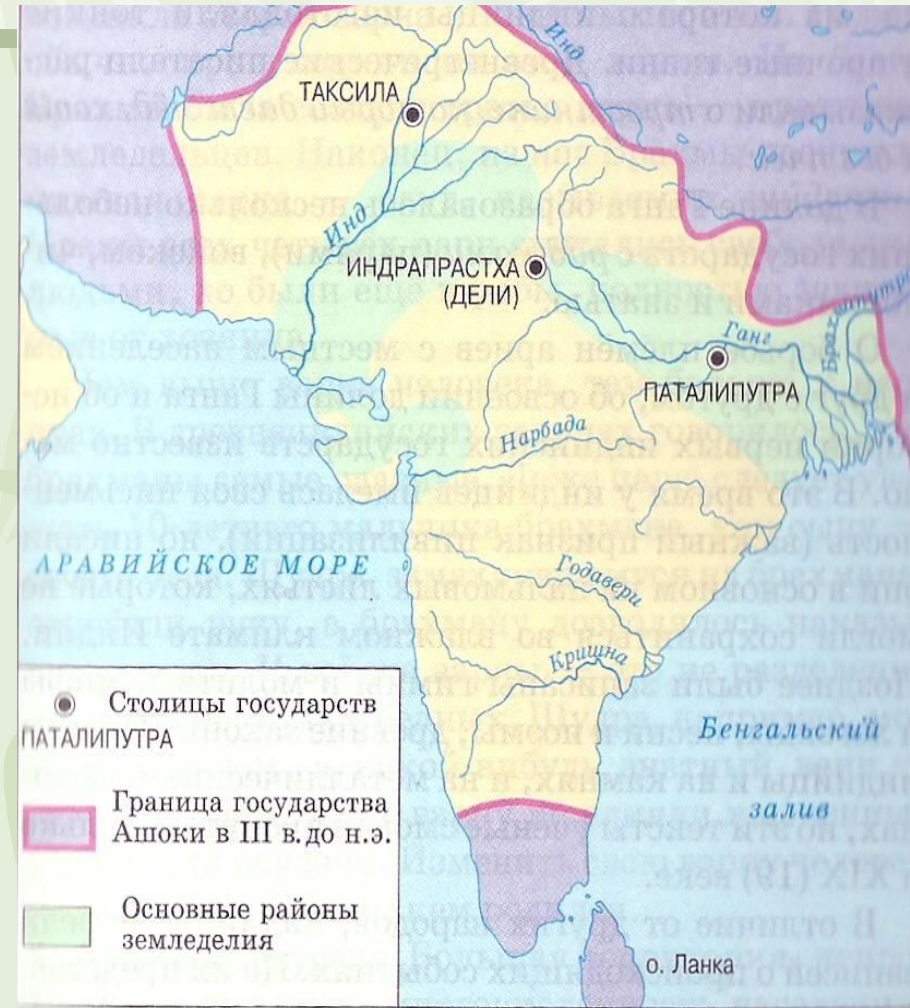 Инд
ТАКСИЛА
Инд
ИНДРАПРАСТХА
(ДЕЛИ)
Ганг
Брахмапутра
ПАТАЛИПУТРА
Нарбада
АРАВИЙСКОЕ МОРЕ
Годавери
Кришна
Столицы государств
ПАТАЛИПУТРА
Граница государства
Ашоки в III в. до н.э.
Основные районы
земледелия
Бенгальский
залив
о. Ланка